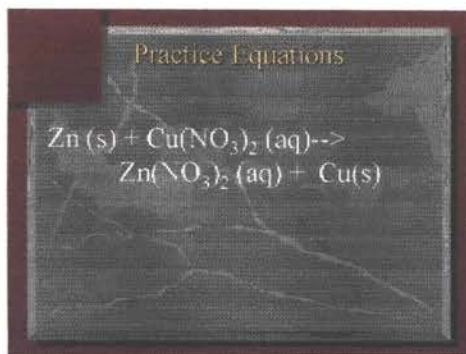 Practice Equations
Zn (s) + Cu(NO₃)₂ (aq)-->
Zn(NO₃)₂ (aq) + Cu(s)